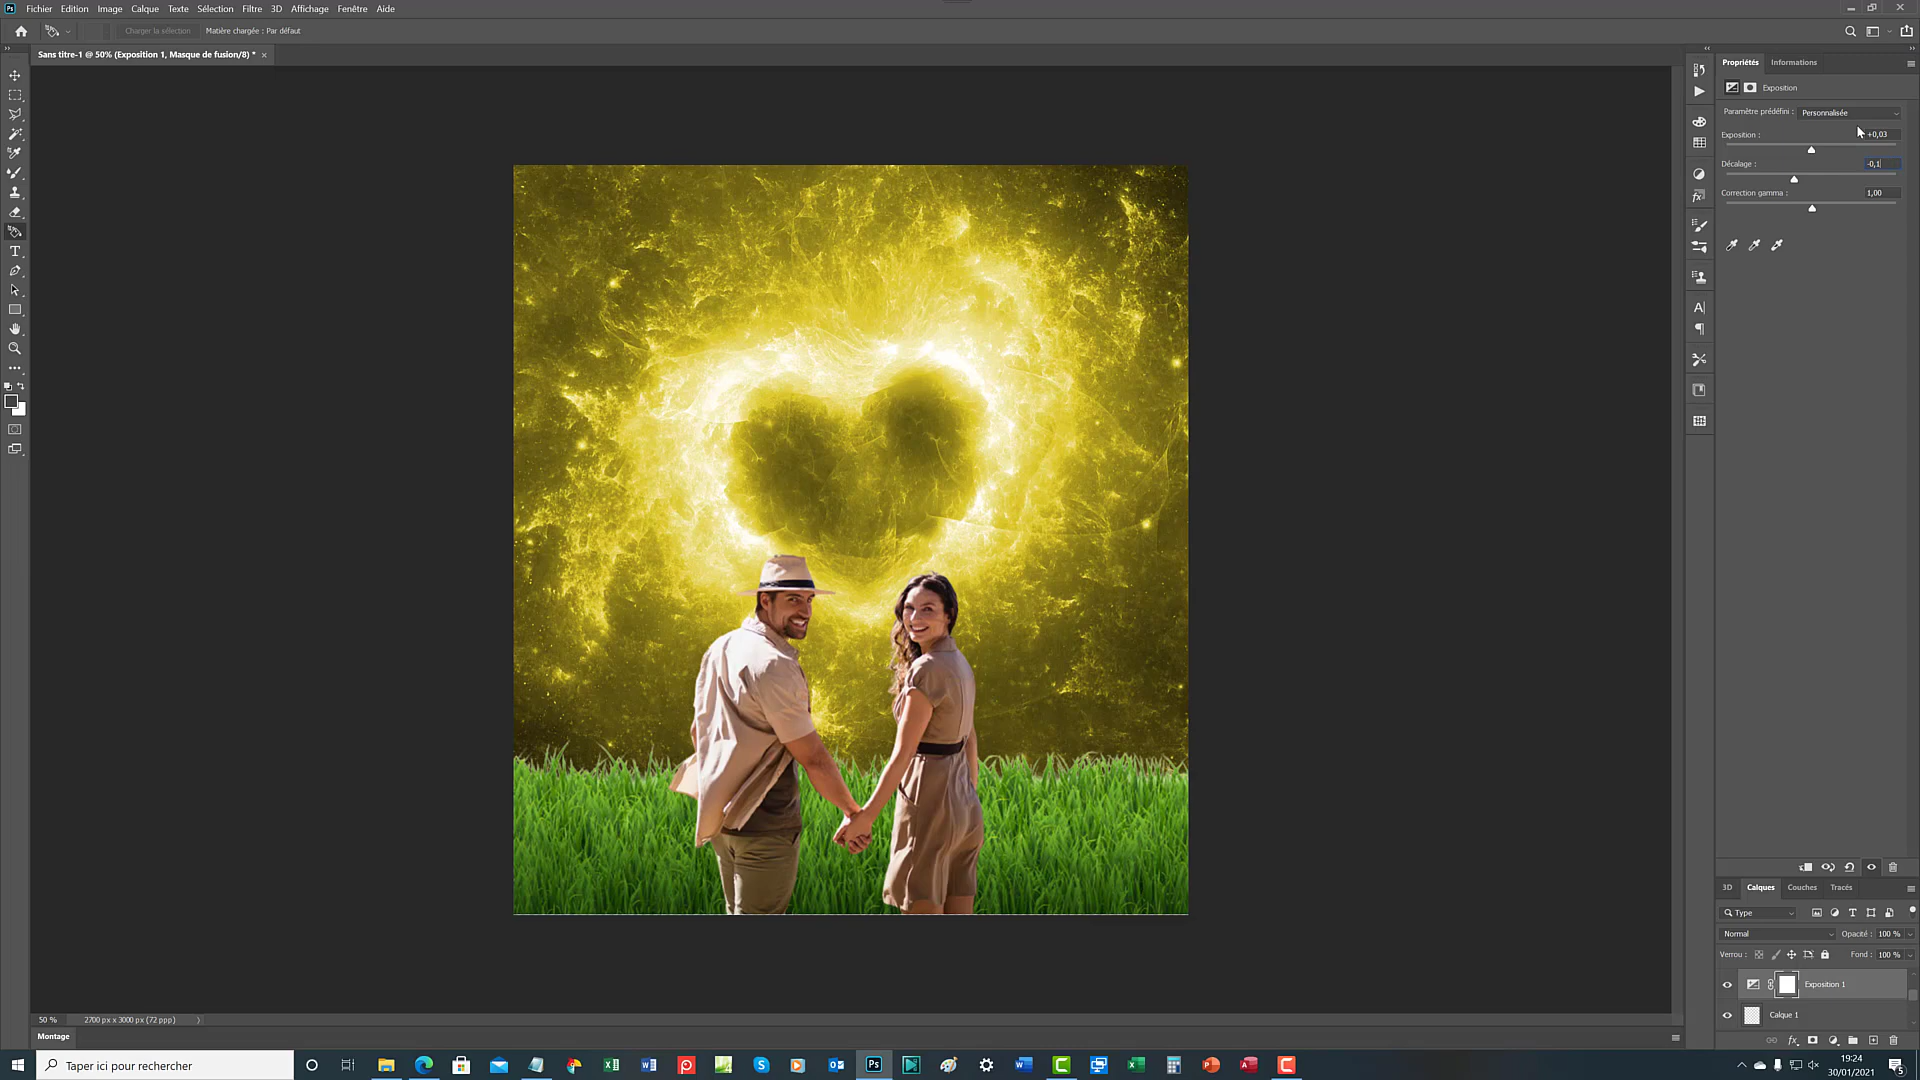 Fichier Edition Image Calque Texte Sélection Filtre 3D Affichage Fenêtre Aide
Charger la sélection Matière chargée : Par défaut
Sans titre-1 @ 50% (Exposition 1, Masque de fusion/8) *
Propriétés Informations
Exposition
Paramètre prédéfini : Personnalisée
Exposition : +0,03
Décalage : -0,1
Correction gamma : 1,00
3D Calques Couches Tracés
Type
Normal Opacité : 100 %
Verrou : Fond : 100 %
Exposition 1
Calque 1
50 % 2700 px x 3000 px (72 ppp)
Montage
Taper ici pour rechercher
19:24
30/01/2021
5